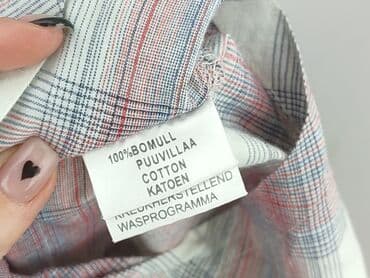 100%BOMULL
PUUVILLAA
COTTON
KATOEN
KREUKHERSTELLEND
WASPROGRAMMA